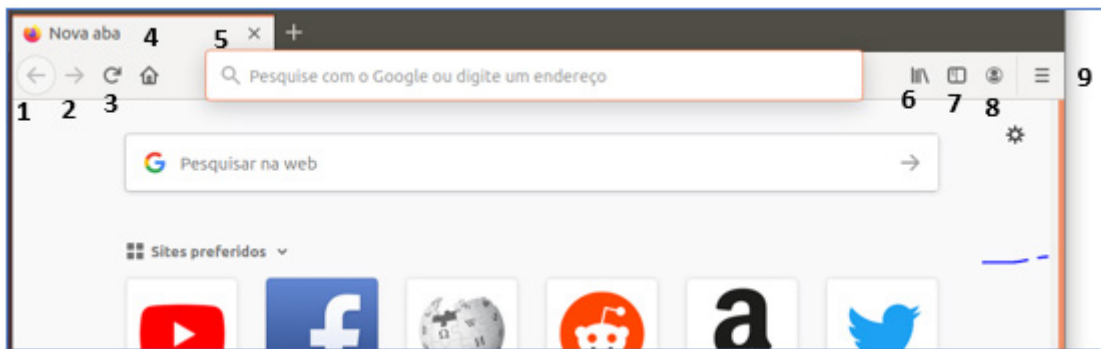 Nova aba 4 5
Pesquise com o Google ou digite um endereço
9
1 2 3 6 7 8
Pesquisar na web
Sites preferidos